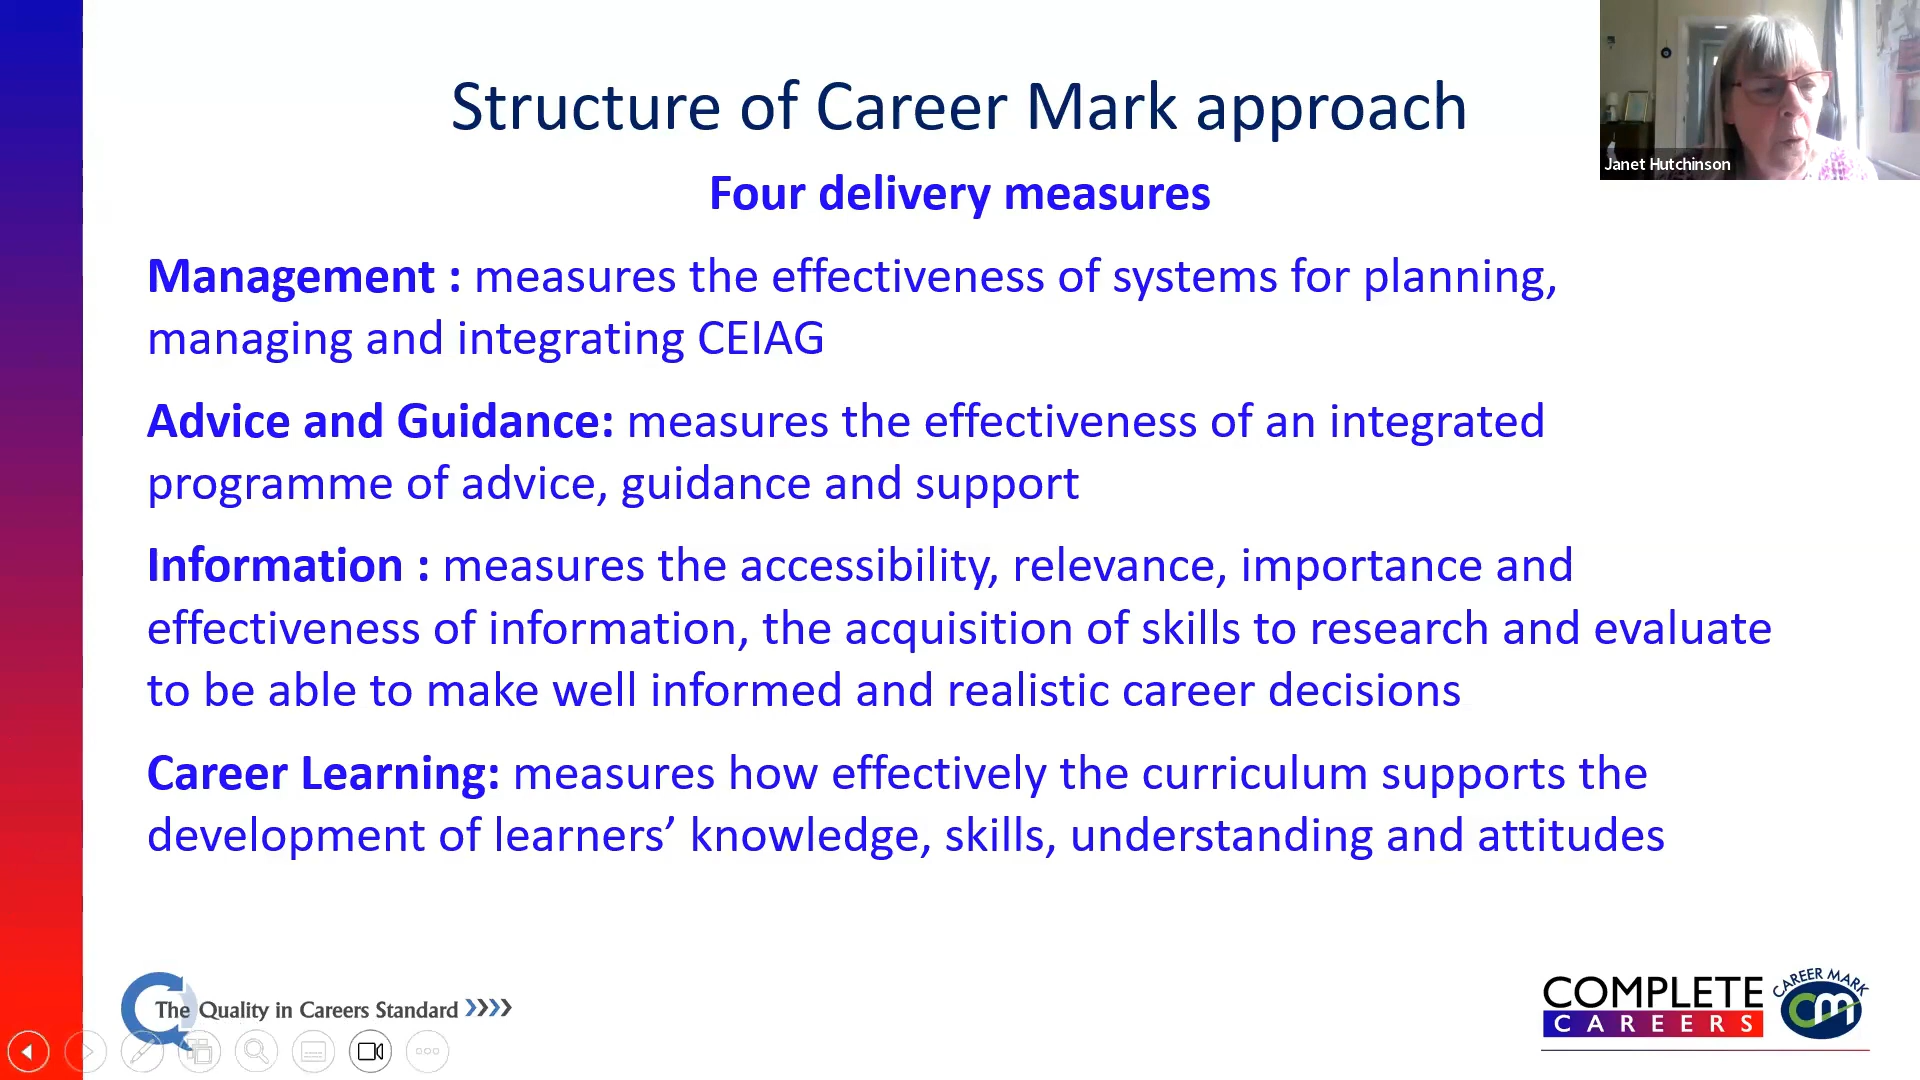 Structure of Career Mark approach
Janet Hutchinson
Four delivery measures
Management : measures the effectiveness of systems for planning,
managing and integrating CEIAG
Advice and Guidance: measures the effectiveness of an integrated
programme of advice, guidance and support
Information : measures the accessibility, relevance, importance and
effectiveness of information, the acquisition of skills to research and evaluate
to be able to make well informed and realistic career decisions
Career Learning: measures how effectively the curriculum supports the
development of learners’ knowledge, skills, understanding and attitudes
The Quality in Careers Standard
COMPLETE
CAREERS
CAREER MARK
cm